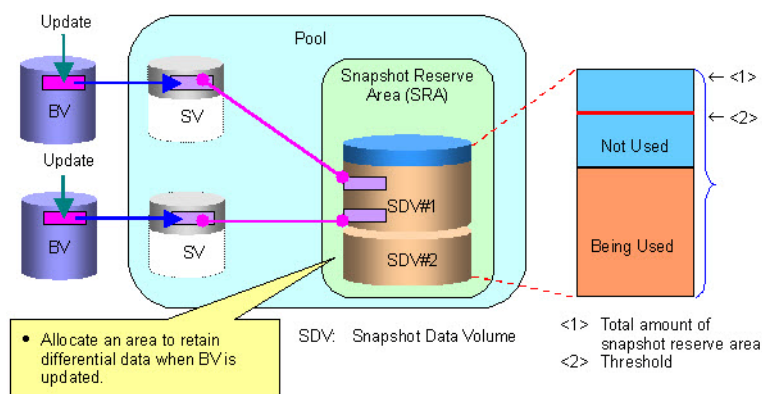 Update
Pool
Snapshot Reserve
Area (SRA)
← <1>
← <2>
BV
SV
Not Used
Update
SDV#1
Being Used
BV
SV
SDV#2
• Allocate an area to retain
differential data when BV is
updated.
SDV: Snapshot Data Volume
<1> Total amount of
snapshot reserve area
<2> Threshold